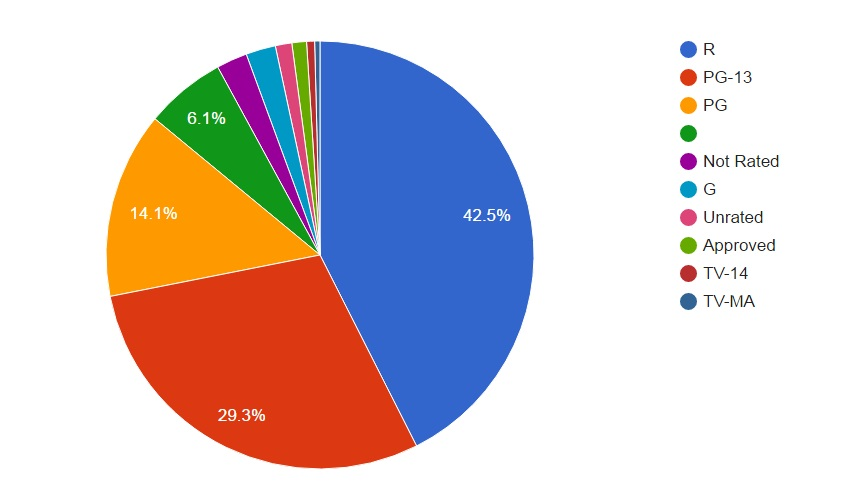 42.5%
29.3%
14.1%
6.1%
R
PG-13
PG
Not Rated
G
Unrated
Approved
TV-14
TV-MA